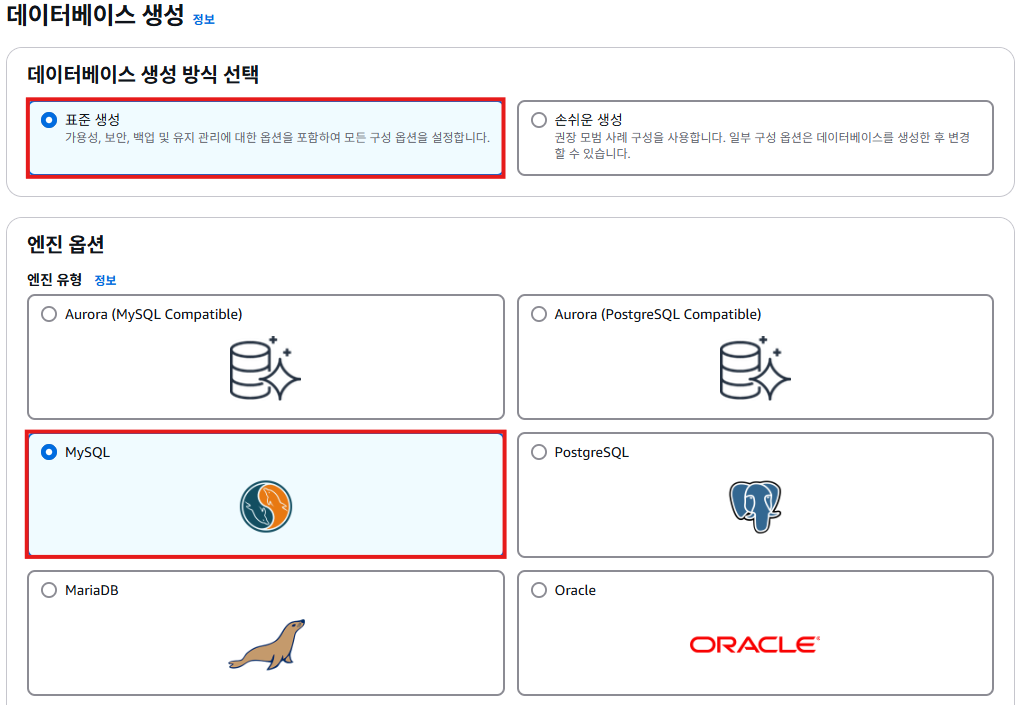 데이터베이스 생성 정보
데이터베이스 생성 방식 선택
표준 생성
가용성, 보안, 백업 및 유지 관리에 대한 옵션을 포함하여 모든 구성 옵션을 설정합니다.
손쉬운 생성
권장 모범 사례 구성을 사용합니다. 일부 구성 옵션은 데이터베이스를 생성한 후 변경
할 수 있습니다.
엔진 옵션
엔진 유형 정보
Aurora (MySQL Compatible)
Aurora (PostgreSQL Compatible)
MySQL
PostgreSQL
MariaDB
Oracle
ORACLE